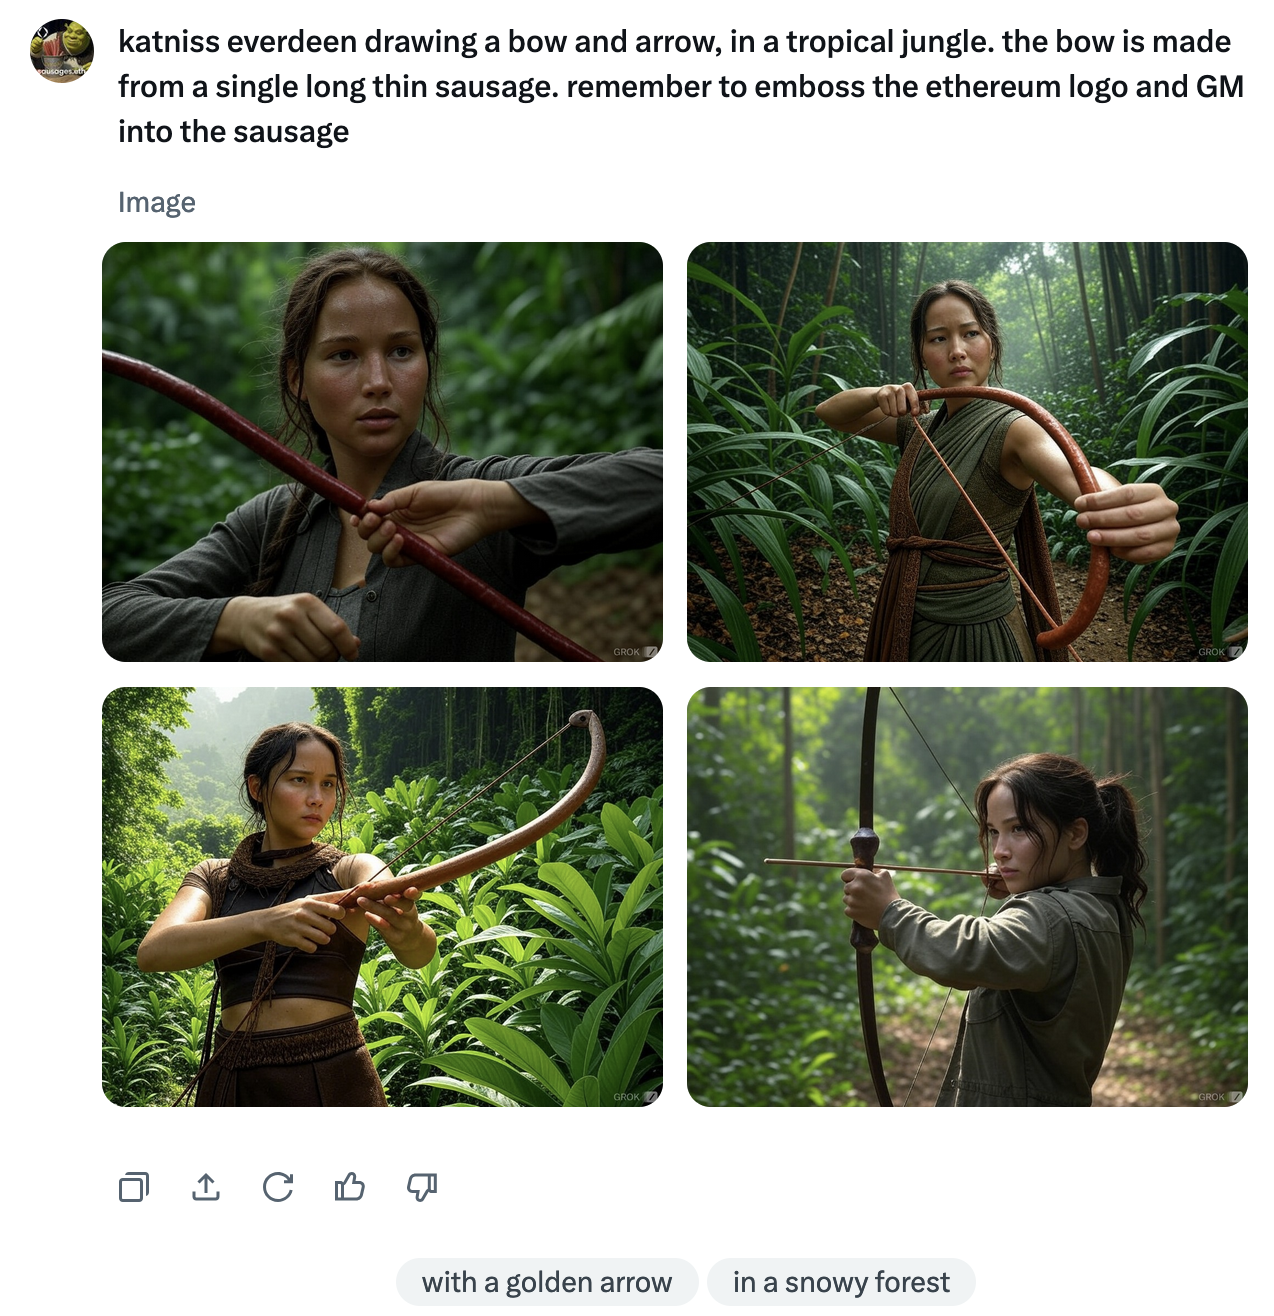 katniss everdeen drawing a bow and arrow, in a tropical jungle. the bow is made
from a single long thin sausage. remember to emboss the ethereum logo and GM
into the sausage
sausages.eth
Image
GROK
GROK
GROK
GROK
with a golden arrow
in a snowy forest